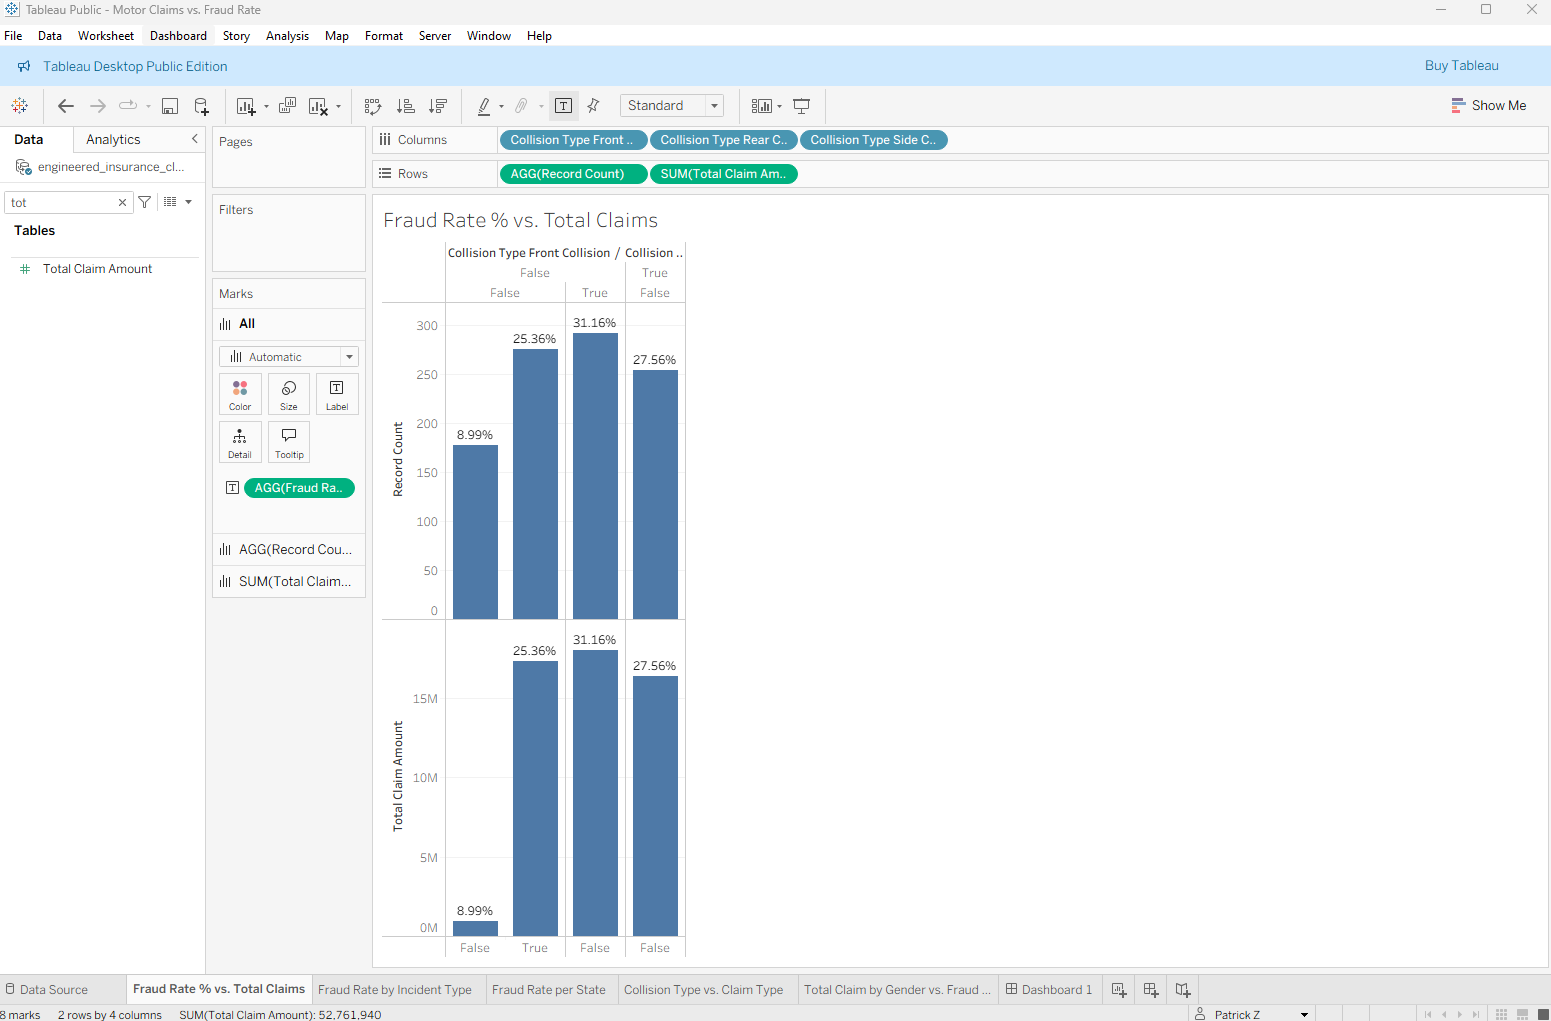 Tableau Public - Motor Claims vs. Fraud Rate
File Data Worksheet Dashboard Story Analysis Map Format Server Window Help
Tableau Desktop Public Edition
Buy Tableau
Standard
Show Me
Data Analytics
engineered_insurance_cl...
tot
Tables
Total Claim Amount
Pages
Filters
Marks
All
Automatic
Color Size Label
Detail Tooltip
AGG(Fraud Ra..
AGG(Record Cou...
SUM(Total Claim...
Columns Collision Type Front .. Collision Type Rear C.. Collision Type Side C..
Rows AGG(Record Count) SUM(Total Claim Am..
Fraud Rate % vs. Total Claims
Collision Type Front Collision / Collision ..
False True
False True False
Record Count
300
250
200
150
100
50
0
8.99%
25.36%
31.16%
27.56%
Total Claim Amount
15M
10M
5M
0M
8.99%
25.36%
31.16%
27.56%
False True False False
Data Source Fraud Rate % vs. Total Claims Fraud Rate by Incident Type Fraud Rate per State Collision Type vs. Claim Type Total Claim by Gender vs. Fraud ... Dashboard 1
8 marks 2 rows by 4 columns SUM(Total Claim Amount): 52,761,940
Patrick Z